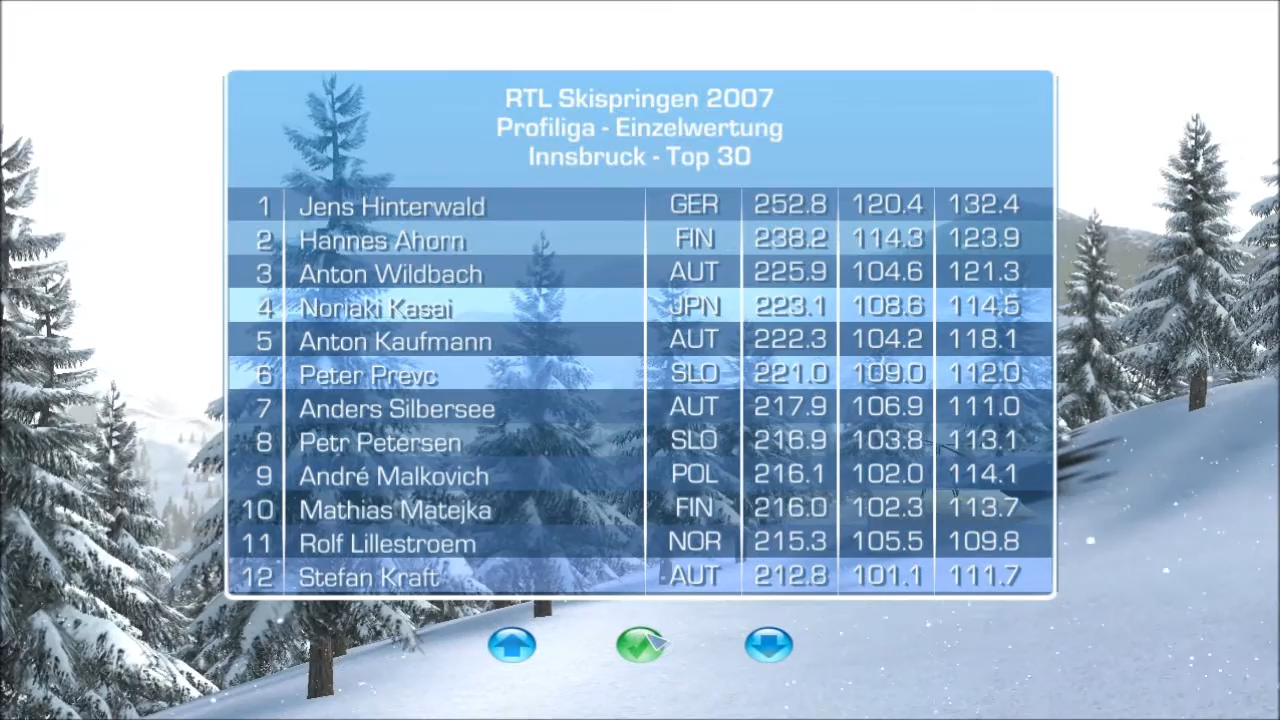 RTL Skispringen 2007
Profiliga - Einzelwertung
Innsbruck - Top 30
1 Jens Hinterwald GER 252.8 120.4 132.4
2 Hannes Ahorn FIN 238.2 114.3 123.9
3 Anton Wildbach AUT 225.9 104.6 121.3
4 Noriaki Kasai JPN 223.1 108.6 114.5
5 Anton Kaufmann AUT 222.3 104.2 118.1
6 Peter Prevc SLO 221.0 109.0 112.0
7 Anders Silbersee AUT 217.9 106.9 111.0
8 Petr Petersen SLO 216.9 103.8 113.1
9 André Malkovich POL 216.1 102.0 114.1
10 Mathias Matejka FIN 216.0 102.3 113.7
11 Rolf Lillestroem NOR 215.3 105.5 109.8
12 Stefan Kraft AUT 212.8 101.1 111.7